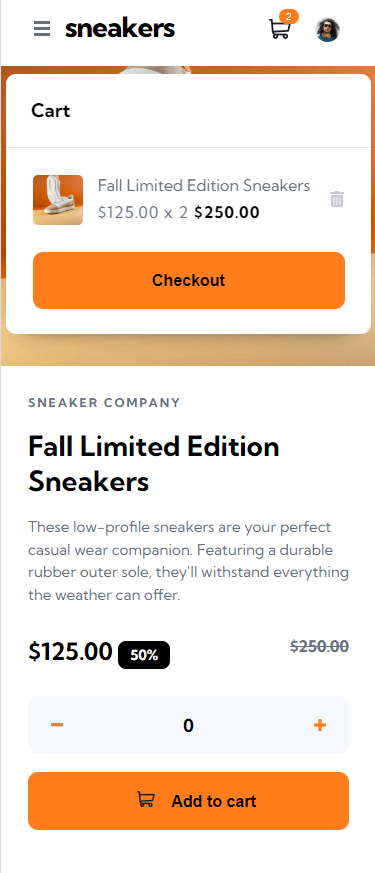 sneakers
2
Cart
Fall Limited Edition Sneakers
$125.00 x 2 $250.00
Checkout
SNEAKER COMPANY
Fall Limited Edition
Sneakers
These low-profile sneakers are your perfect
casual wear companion. Featuring a durable
rubber outer sole, they'll withstand everything
the weather can offer.
$125.00 50% $250.00
0
Add to cart